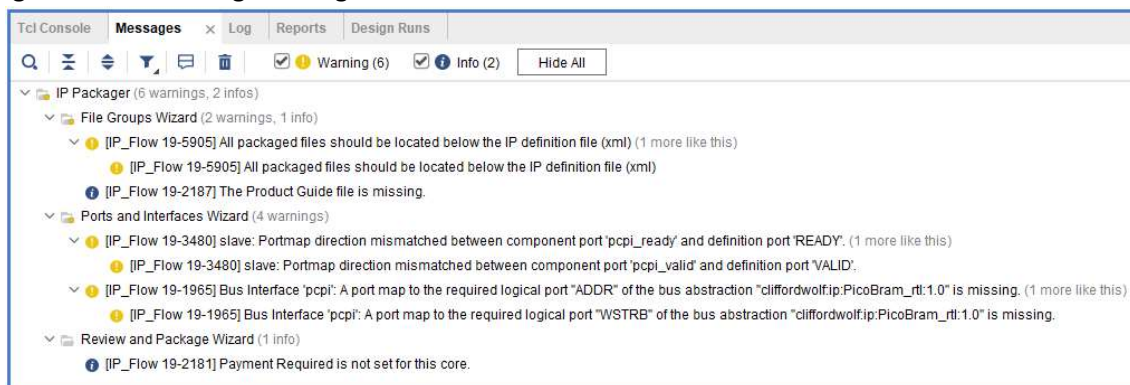 Tcl Console Messages × Log Reports Design Runs
Warning (6) Info (2) Hide All
IP Packager (6 warnings, 2 infos)
File Groups Wizard (2 warnings, 1 info)
[IP_Flow 19-5905] All packaged files should be located below the IP definition file (xml) (1 more like this)
[IP_Flow 19-5905] All packaged files should be located below the IP definition file (xml)
[IP_Flow 19-2187] The Product Guide file is missing.
Ports and Interfaces Wizard (4 warnings)
[IP_Flow 19-3480] slave: Portmap direction mismatched between component port 'pcpi_ready' and definition port 'READY'. (1 more like this)
[IP_Flow 19-3480] slave: Portmap direction mismatched between component port 'pcpi_valid' and definition port 'VALID'.
[IP_Flow 19-1965] Bus Interface 'pcpi': A port map to the required logical port "ADDR" of the bus abstraction "cliffordwolf:ip:PicoBram_rtl:1.0" is missing. (1 more like this)
[IP_Flow 19-1965] Bus Interface 'pcpi': A port map to the required logical port "WSTRB" of the bus abstraction "cliffordwolf:ip:PicoBram_rtl:1.0" is missing.
Review and Package Wizard (1 info)
[IP_Flow 19-2181] Payment Required is not set for this core.